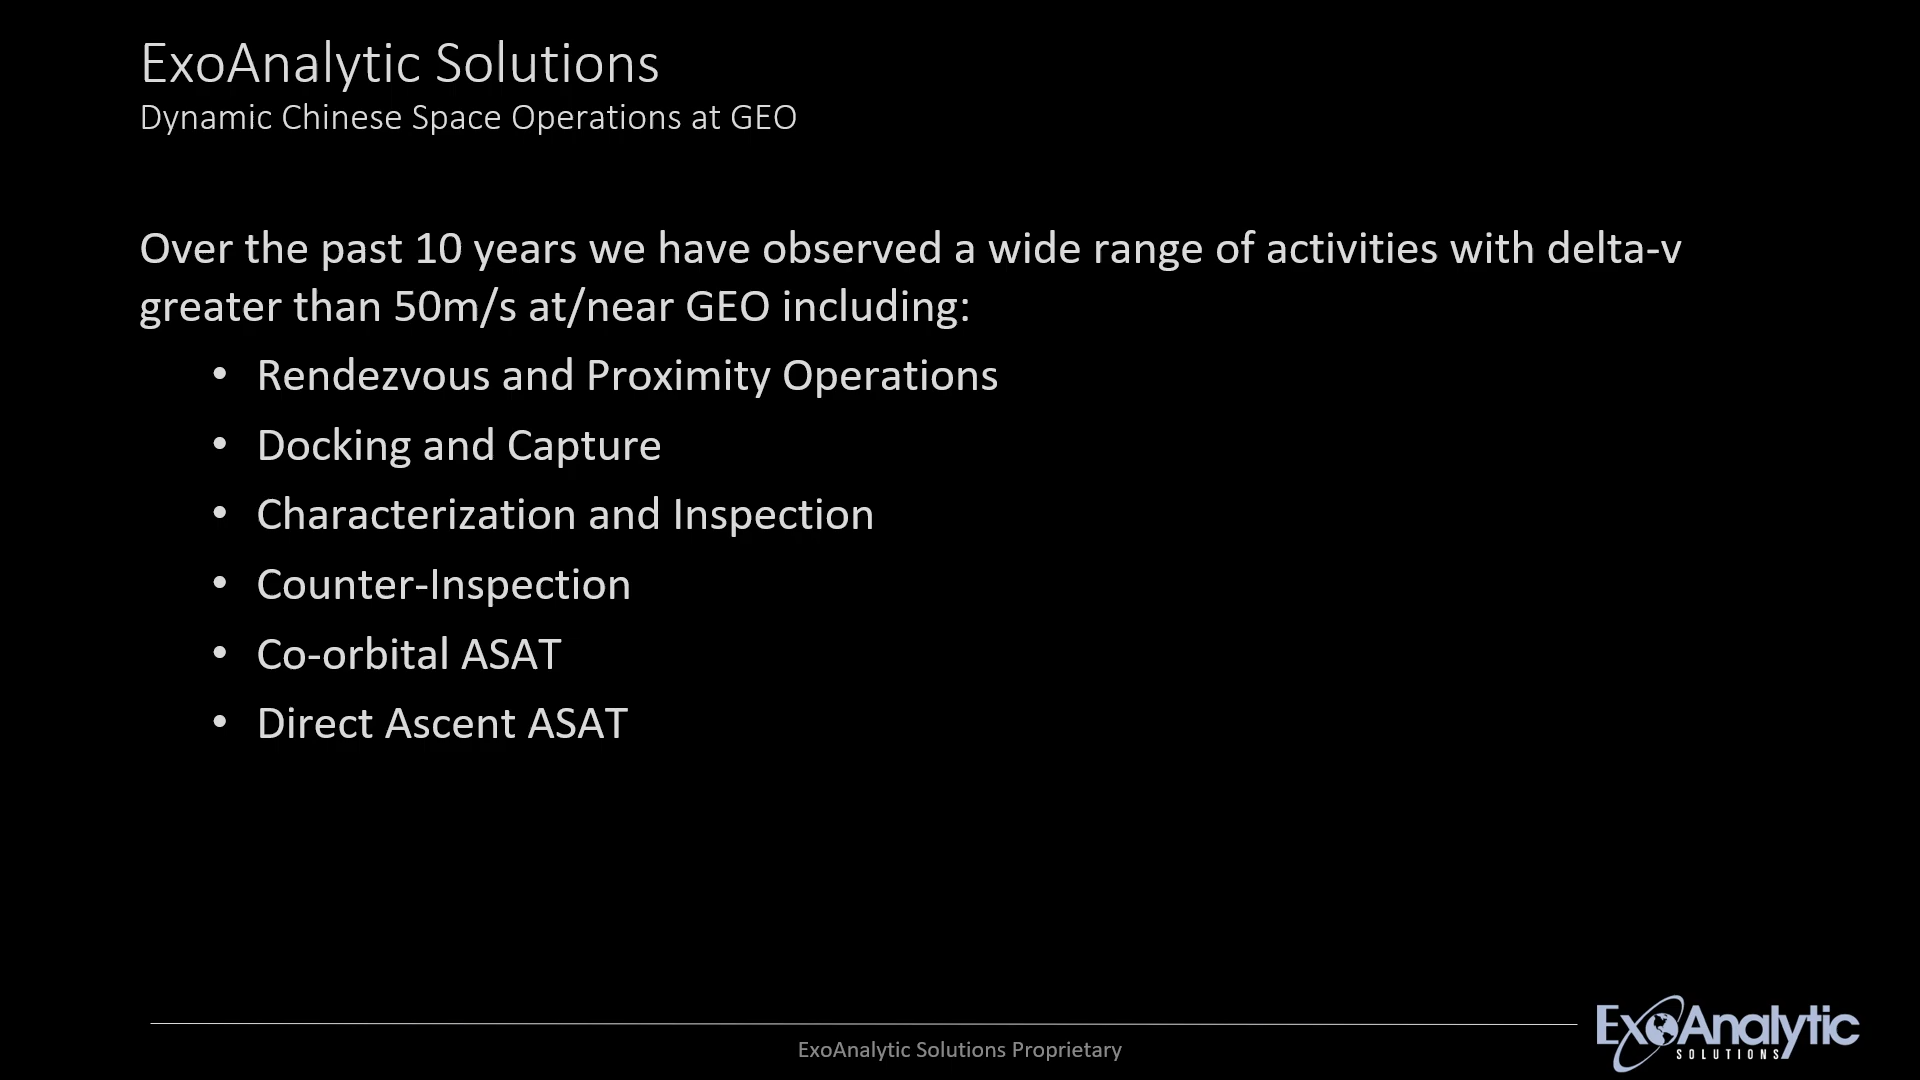 ExoAnalytic Solutions
Dynamic Chinese Space Operations at GEO
Over the past 10 years we have observed a wide range of activities with delta-v
greater than 50m/s at/near GEO including:
• Rendezvous and Proximity Operations
• Docking and Capture
• Characterization and Inspection
• Counter-Inspection
• Co-orbital ASAT
• Direct Ascent ASAT
ExoAnalytic Solutions Proprietary
ExoAnalytic
SOLUTIONS